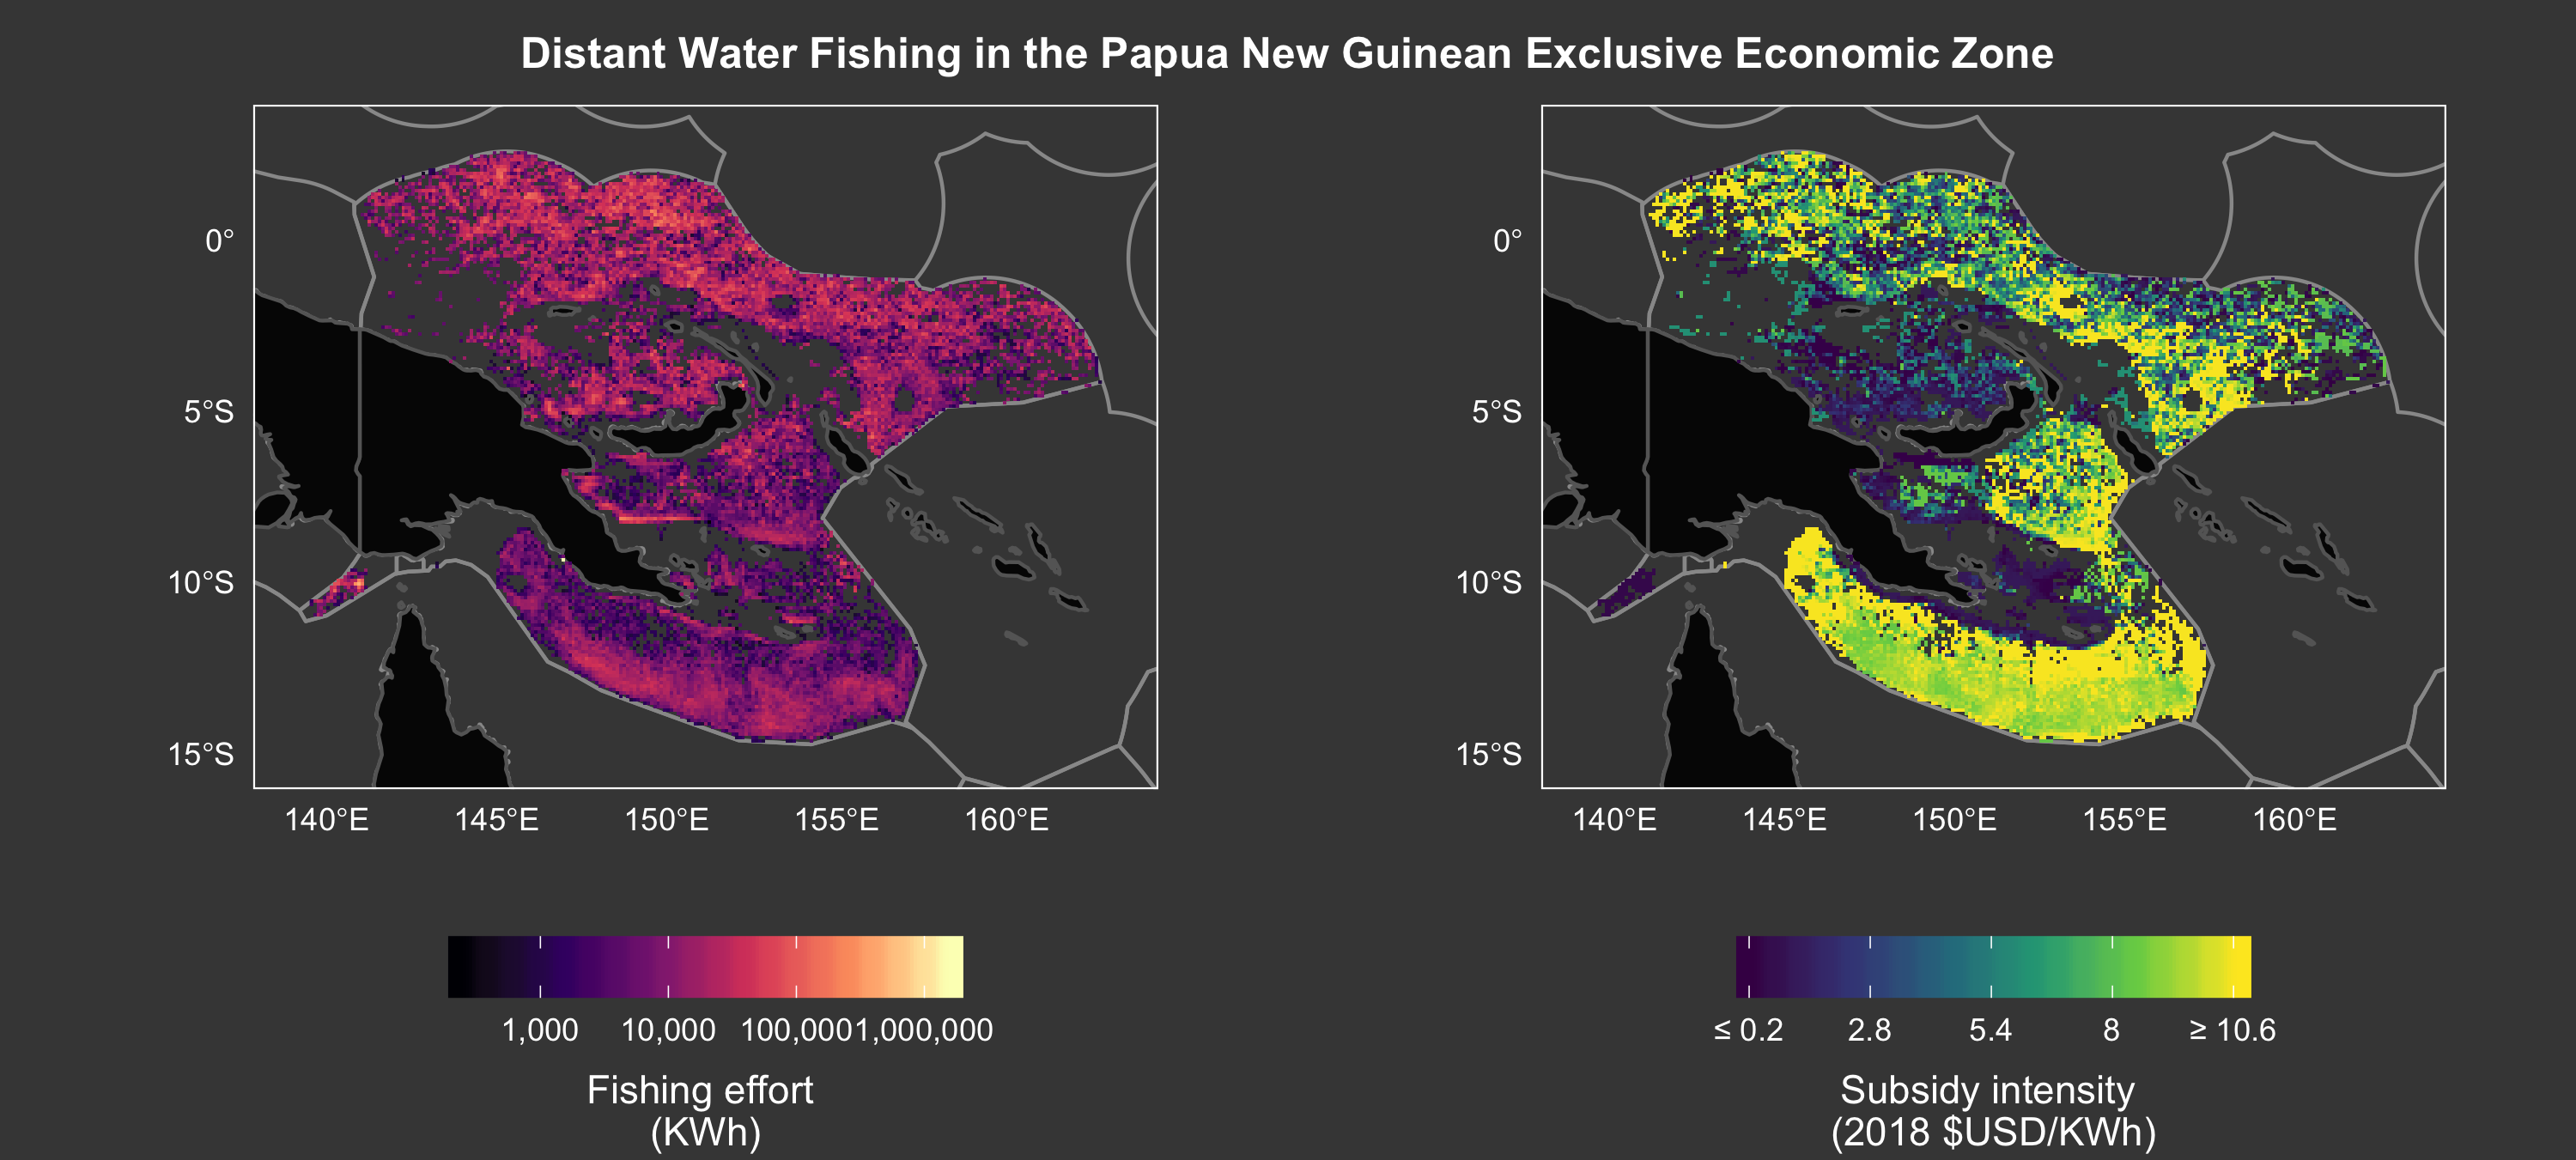 Distant Water Fishing in the Papua New Guinean Exclusive Economic Zone
0°
5°S
10°S
15°S
140°E 145°E 150°E 155°E 160°E
0°
5°S
10°S
15°S
140°E 145°E 150°E 155°E 160°E
1,000 10,000 100,000 1,000,000
Fishing effort
(KWh)
≤ 0.2 2.8 5.4 8 ≥ 10.6
Subsidy intensity
(2018 $USD/KWh)